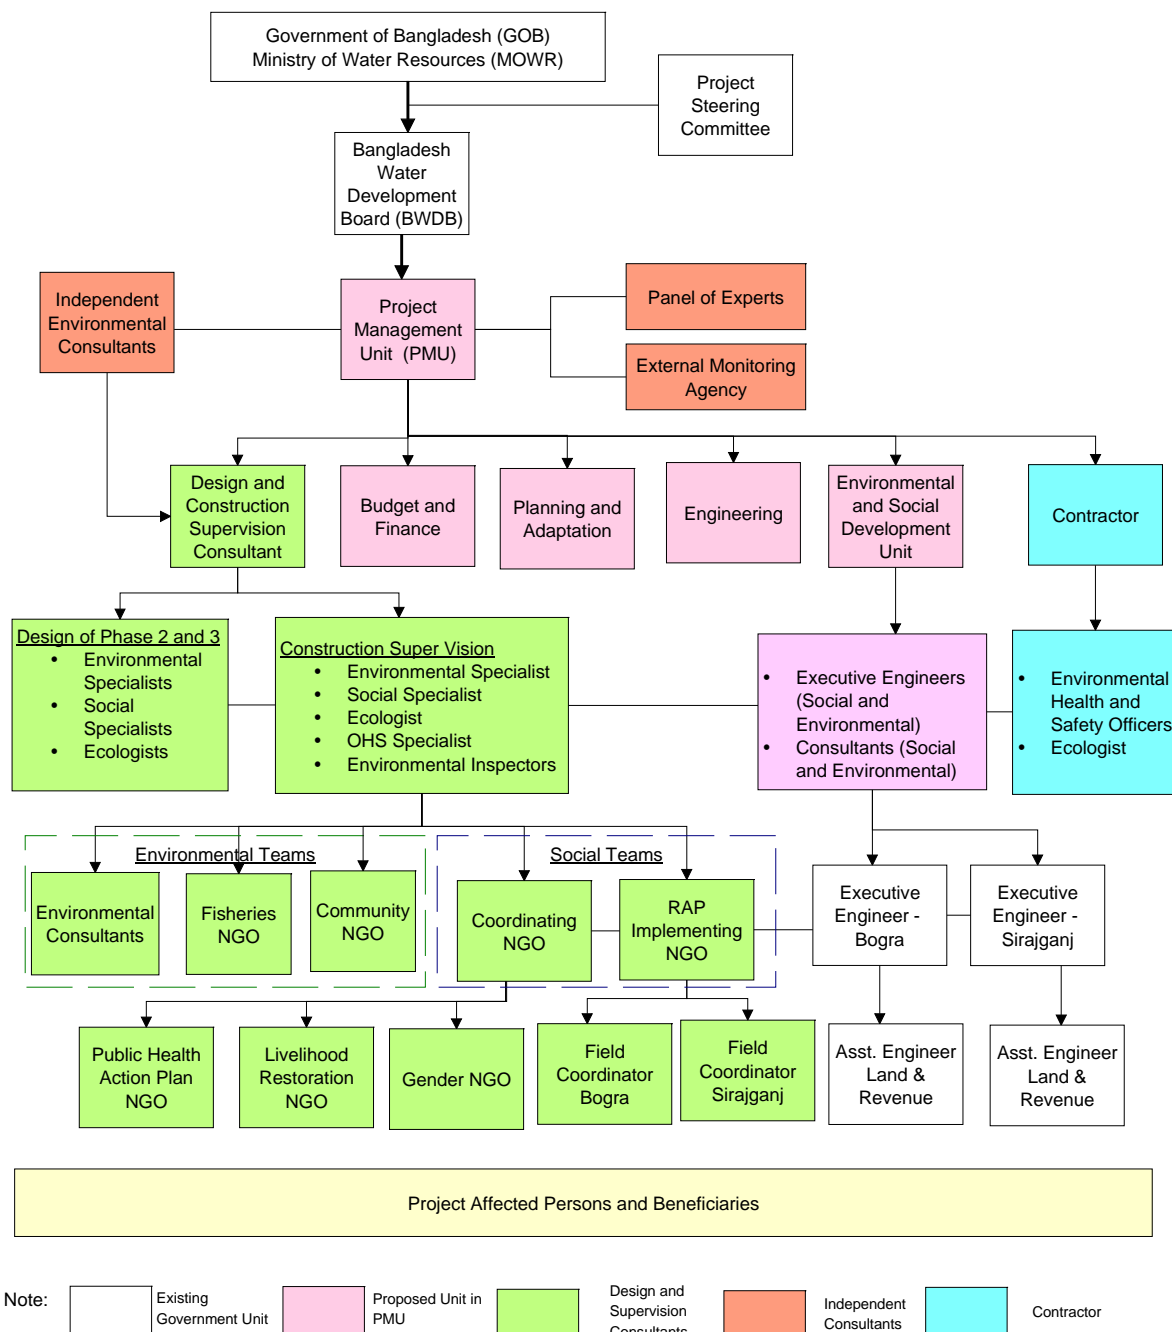 Government of Bangladesh (GOB)
Ministry of Water Resources (MOWR)
Project
Steering
Committee
Bangladesh
Water
Development
Board (BWDB)
Independent
Environmental
Consultants
Project
Management
Unit  (PMU)
Panel of Experts
External Monitoring
Agency
Design and
Construction
Supervision
Consultant
Budget and
Finance
Planning and
Adaptation
Engineering
Environmental
and Social
Development
Unit
Contractor
Design of Phase 2 and 3
• Environmental
Specialists
• Social
Specialists
• Ecologists
Construction Super Vision
• Environmental Specialist
• Social Specialist
• Ecologist
• OHS Specialist
• Environmental Inspectors
• Executive Engineers
(Social and
Environmental)
• Consultants (Social
and Environmental)
• Environmental
Health and
Safety Officers
• Ecologist
Environmental Teams
Social Teams
Environmental
Consultants
Fisheries
NGO
Community
NGO
Coordinating
NGO
RAP
Implementing
NGO
Executive
Engineer -
Bogra
Executive
Engineer -
Sirajganj
Public Health
Action Plan
NGO
Livelihood
Restoration
NGO
Gender NGO
Field
Coordinator
Bogra
Field
Coordinator
Sirajganj
Asst. Engineer
Land &
Revenue
Asst. Engineer
Land &
Revenue
Project Affected Persons and Beneficiaries
Note:
Existing
Government Unit
Proposed Unit in
PMU
Design and
Supervision
Consultants
Independent
Consultants
Contractor